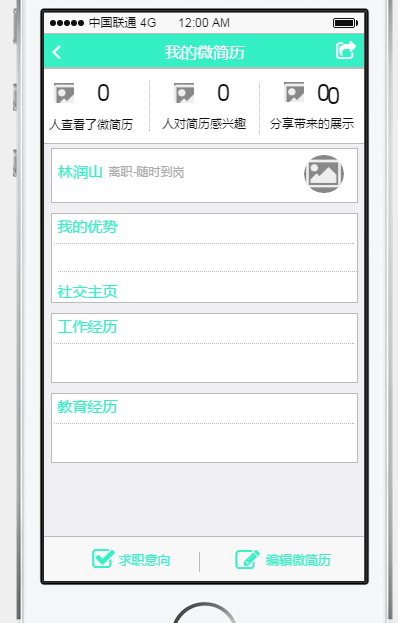 中国联通 4G 12:00 AM
我的微简历
0 0 00
人查看了微简历 人对简历感兴趣 分享带来的展示
林润山 离职-随时到岗
我的优势
社交主页
工作经历
教育经历
求职意向 编辑微简历